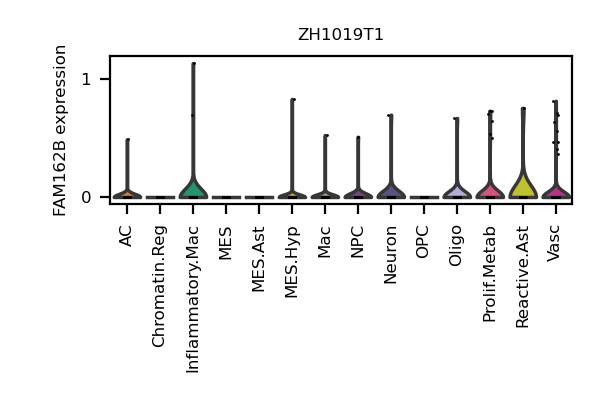 ZH1019T1
FAM162B expression
1
0
AC
Chromatin.Reg
Inflammatory.Mac
MES
MES.Ast
MES.Hyp
Mac
NPC
Neuron
OPC
Oligo
Prolif.Metab
Reactive.Ast
Vasc